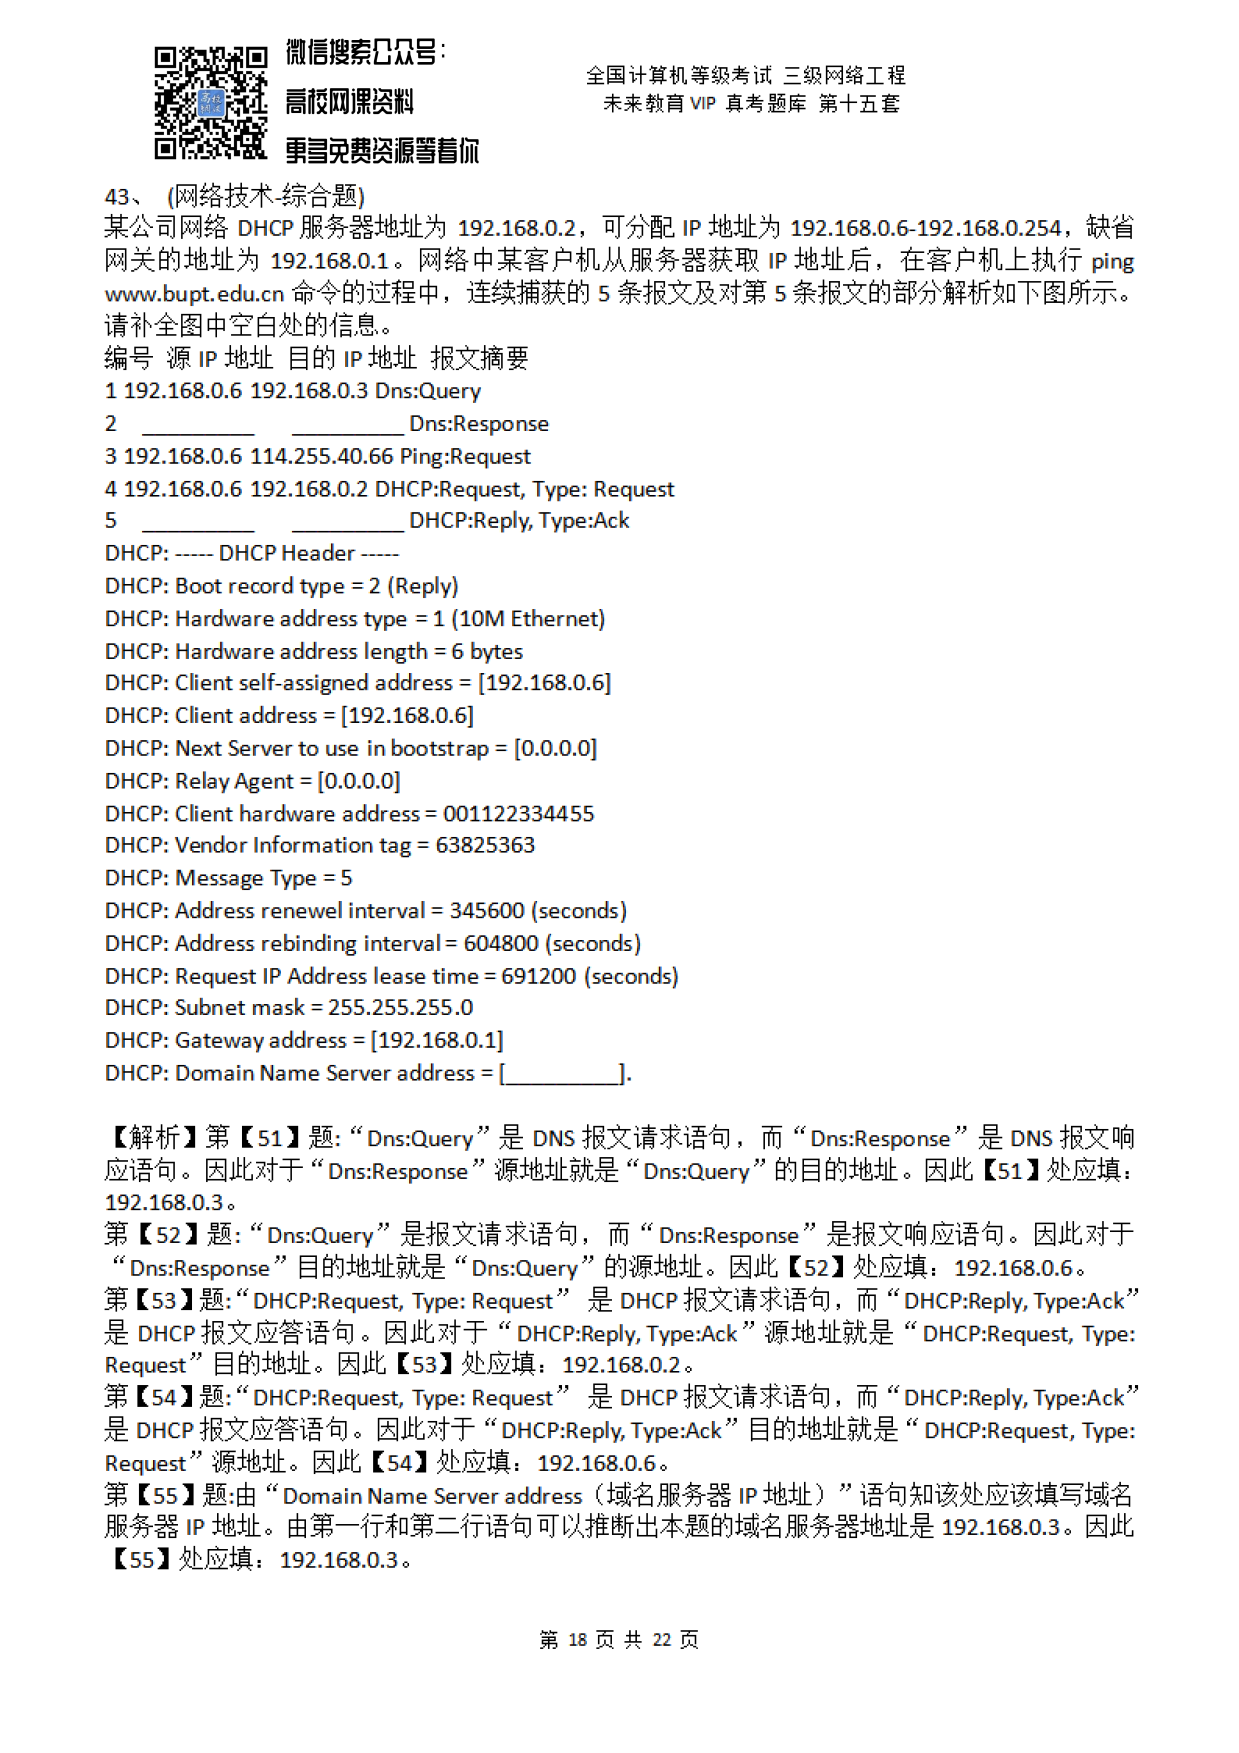 微信搜索公众号：
高校网课资料
更多免费资源等着你
全国计算机等级考试 三级网络工程
未来教育 VIP 真考题库 第十五套
43、 (网络技术-综合题)
某公司网络 DHCP 服务器地址为 192.168.0.2，可分配 IP 地址为 192.168.0.6-192.168.0.254，缺省
网关的地址为 192.168.0.1。网络中某客户机从服务器获取 IP 地址后，在客户机上执行 ping
www.bupt.edu.cn 命令的过程中，连续捕获的 5 条报文及对第 5 条报文的部分解析如下图所示。
请补全图中空白处的信息。
编号 源 IP 地址 目的 IP 地址 报文摘要
1 192.168.0.6 192.168.0.3 Dns:Query
2 _________ _________ Dns:Response
3 192.168.0.6 114.255.40.66 Ping:Request
4 192.168.0.6 192.168.0.2 DHCP:Request, Type: Request
5 _________ _________ DHCP:Reply, Type:Ack
DHCP: ----- DHCP Header -----
DHCP: Boot record type = 2 (Reply)
DHCP: Hardware address type = 1 (10M Ethernet)
DHCP: Hardware address length = 6 bytes
DHCP: Client self-assigned address = [192.168.0.6]
DHCP: Client address = [192.168.0.6]
DHCP: Next Server to use in bootstrap = [0.0.0.0]
DHCP: Relay Agent = [0.0.0.0]
DHCP: Client hardware address = 001122334455
DHCP: Vendor Information tag = 63825363
DHCP: Message Type = 5
DHCP: Address renewel interval = 345600 (seconds)
DHCP: Address rebinding interval = 604800 (seconds)
DHCP: Request IP Address lease time = 691200 (seconds)
DHCP: Subnet mask = 255.255.255.0
DHCP: Gateway address = [192.168.0.1]
DHCP: Domain Name Server address = [_________].
【解析】第【51】题:“Dns:Query”是 DNS 报文请求语句，而“Dns:Response”是 DNS 报文响
应语句。因此对于“Dns:Response”源地址就是“Dns:Query”的目的地址。因此【51】处应填：
192.168.0.3。
第【52】题:“Dns:Query”是报文请求语句，而“Dns:Response”是报文响应语句。因此对于
“Dns:Response”目的地址就是“Dns:Query”的源地址。因此【52】处应填：192.168.0.6。
第【53】题:“DHCP:Request, Type: Request” 是 DHCP 报文请求语句，而“DHCP:Reply, Type:Ack”
是 DHCP 报文应答语句。因此对于“DHCP:Reply, Type:Ack”源地址就是“DHCP:Request, Type:
Request”目的地址。因此【53】处应填：192.168.0.2。
第【54】题:“DHCP:Request, Type: Request” 是 DHCP 报文请求语句，而“DHCP:Reply, Type:Ack”
是 DHCP 报文应答语句。因此对于“DHCP:Reply, Type:Ack”目的地址就是“DHCP:Request, Type:
Request”源地址。因此【54】处应填：192.168.0.6。
第【55】题:由“Domain Name Server address（域名服务器 IP 地址）”语句知该处应该填写域名
服务器 IP 地址。由第一行和第二行语句可以推断出本题的域名服务器地址是 192.168.0.3。因此
【55】处应填：192.168.0.3。
第 18 页 共 22 页